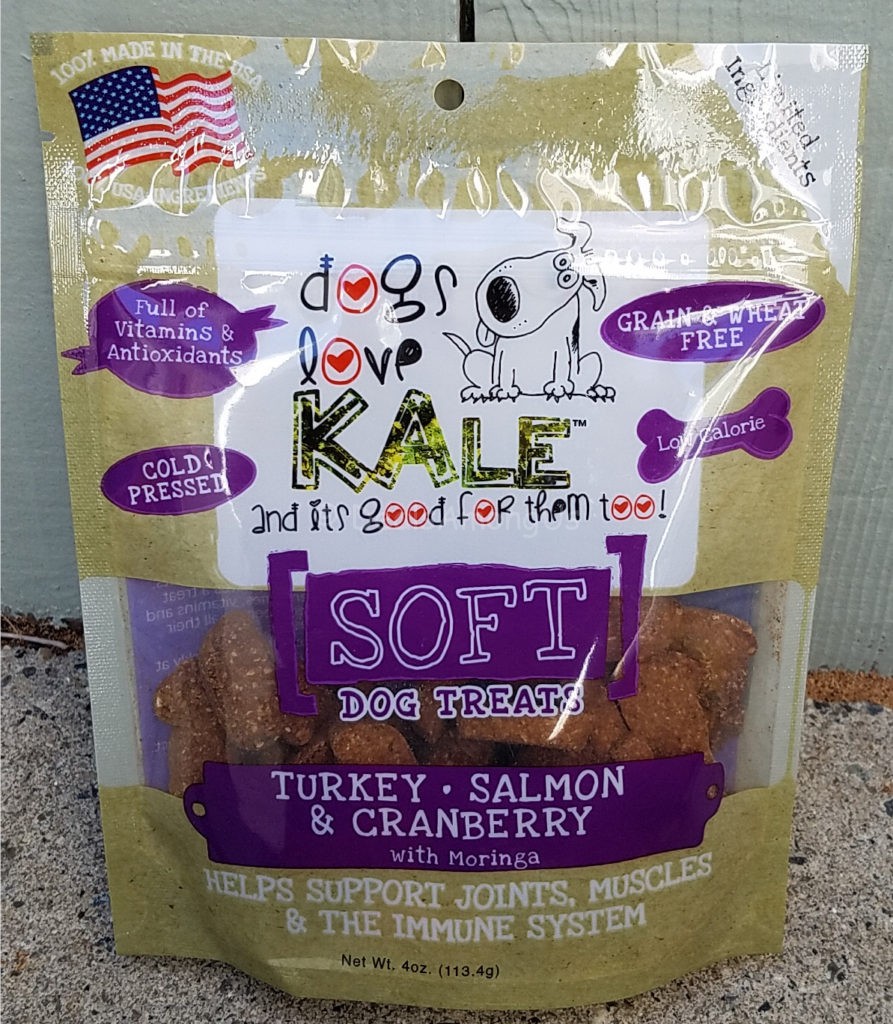 100% MADE IN THE USA
USA INGREDIENTS
Limited
Ingredients
dogs
love
KALE™
and its good for them too!
Full of
Vitamins &
Antioxidants
GRAIN & WHEAT
FREE
Low Calorie
COLD
PRESSED
SOFT
DOG TREATS
TURKEY • SALMON
& CRANBERRY
with Moringa
HELPS SUPPORT JOINTS, MUSCLES
& THE IMMUNE SYSTEM
Net Wt. 4oz. (113.4g)